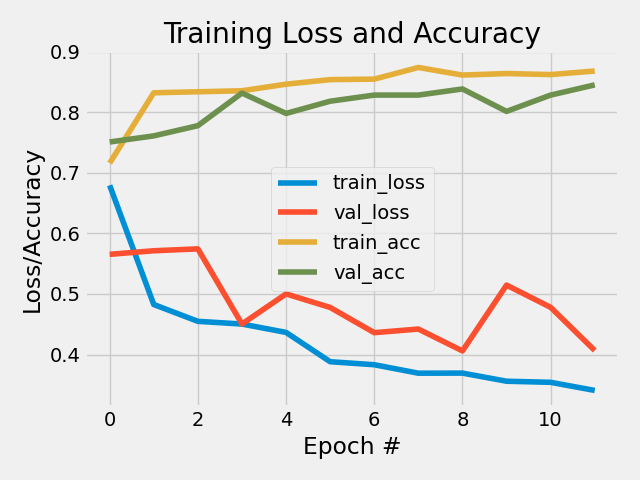 Training Loss and Accuracy
Loss/Accuracy
0.9
0.8
0.7
0.6
0.5
0.4
train_loss
val_loss
train_acc
val_acc
0 2 4 6 8 10
Epoch #